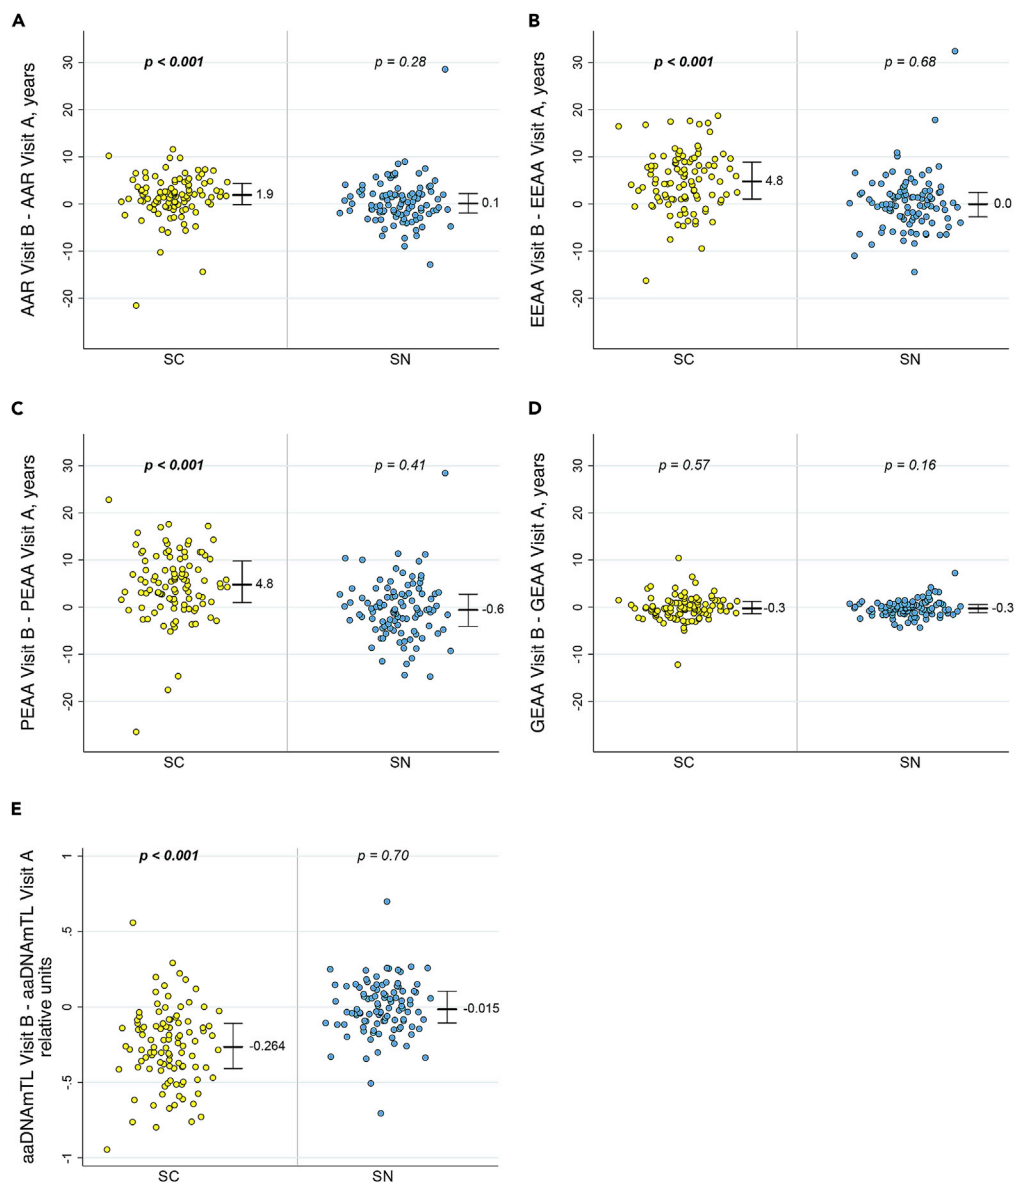 A
AAR Visit B - AAR Visit A, years
30
20
10
0
-10
-20
p < 0.001
p = 0.28
1.9
0.1
SC
SN
B
EEAA Visit B - EEAA Visit A, years
30
20
10
0
-10
-20
p < 0.001
p = 0.68
4.8
0.0
SC
SN
C
PEAA Visit B - PEAA Visit A, years
30
20
10
0
-10
-20
p < 0.001
p = 0.41
4.8
-0.6
SC
SN
D
GEAA Visit B - GEAA Visit A, years
30
20
10
0
-10
-20
p = 0.57
p = 0.16
-0.3
-0.3
SC
SN
E
aaDNAmTL Visit B - aaDNAmTL Visit A
relative units
1
.5
0
-.5
-1
p < 0.001
p = 0.70
-0.264
-0.015
SC
SN